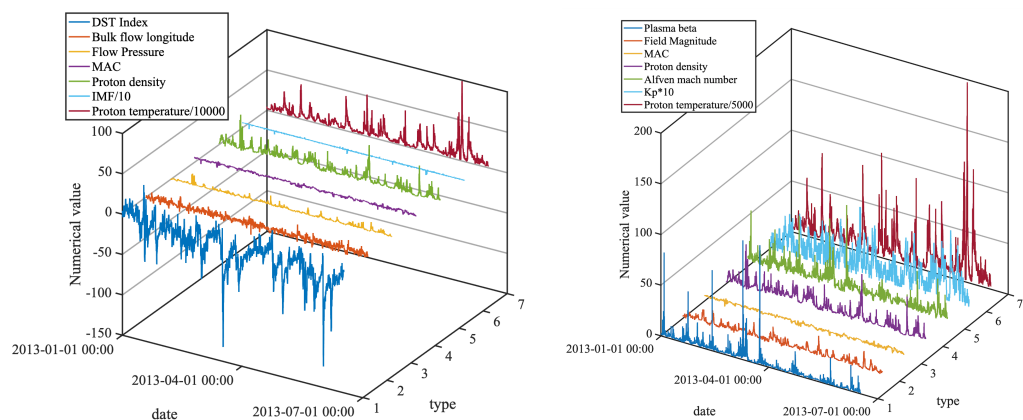 DST Index
Bulk flow longitude
Flow Pressure
MAC
Proton density
IMF/10
Proton temperature/10000
100
50
0
-50
-100
-150
Numerical value
2013-01-01 00:00
2013-04-01 00:00
2013-07-01 00:00
date
1
2
3
4
5
6
7
type
Plasma beta
Field Magnitude
MAC
Proton density
Alfven mach number
Kp*10
Proton temperature/5000
200
150
100
50
0
Numerical value
2013-01-01 00:00
2013-04-01 00:00
2013-07-01 00:00
date
1
2
3
4
5
6
7
type